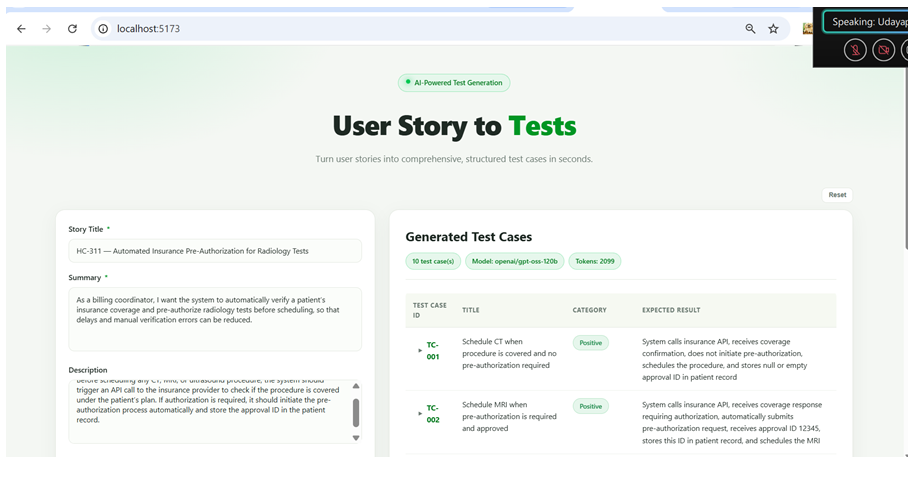 localhost:5173
Speaking: Udayap
AI-Powered Test Generation
User Story to Tests
Turn user stories into comprehensive, structured test cases in seconds.
Reset
Story Title *
HC-311 — Automated Insurance Pre-Authorization for Radiology Tests
Summary *
As a billing coordinator, I want the system to automatically verify a patient's
insurance coverage and pre-authorize radiology tests before scheduling, so that
delays and manual verification errors can be reduced.
Description
before scheduling any CT, MRI, or ultrasound procedure, the system should
trigger an API call to the insurance provider to check if the procedure is covered
under the patient's plan. If authorization is required, it should initiate the pre-
authorization process automatically and store the approval ID in the patient
record.
Generated Test Cases
10 test case(s) Model: openai/gpt-oss-120b Tokens: 2099
TEST CASE
ID
TITLE
CATEGORY
EXPECTED RESULT
TC-
001
Schedule CT when
procedure is covered and no
pre-authorization required
Positive
System calls insurance API, receives coverage
confirmation, does not initiate pre-authorization,
schedules the procedure, and stores null or empty
approval ID in patient record
TC-
002
Schedule MRI when
pre-authorization is required
and approved
Positive
System calls insurance API, receives coverage response
requiring authorization, automatically submits
pre-authorization request, receives approval ID 12345,
stores this ID in patient record, and schedules the MRI